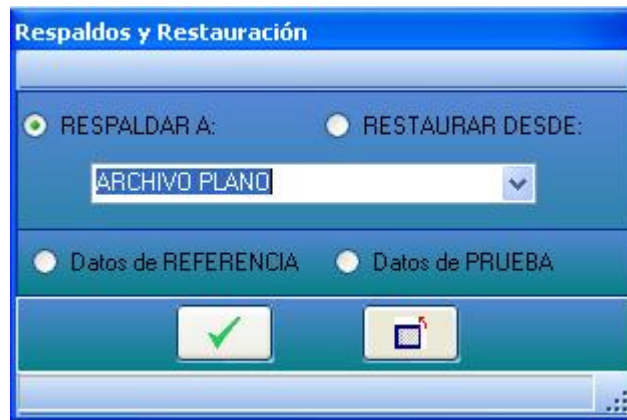 Respaldos y Restauración
RESPALDAR A: RESTAURAR DESDE:
ARCHIVO PLANO
Datos de REFERENCIA Datos de PRUEBA